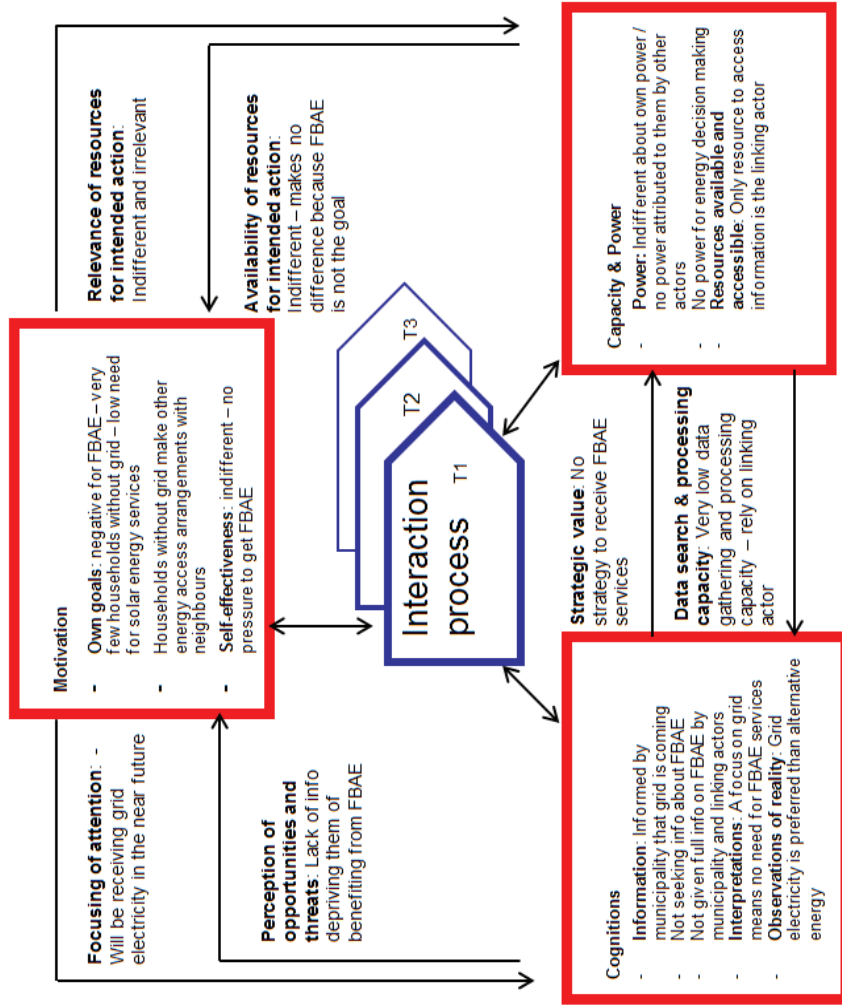 Focusing of attention: -
Will be receiving grid
electricity in the near future
Motivation
- Own goals: negative for FBAE – very
few households without grid – low need
for solar energy services
- Households without grid make other
energy access arrangements with
neighbours
- Self-effectiveness: indifferent – no
pressure to get FBAE
Relevance of resources
for intended action:
Indifferent and irrelevant
Perception of
opportunities and
threats: Lack of info
depriving them of
benefiting from FBAE
Availability of resources
for intended action:
Indifferent – makes no
difference because FBAE
is not the goal
Interaction
process
T1
T2
T3
Cognitions
- Information: Informed by
municipality that grid is coming
- Not seeking info about FBAE
- Not given full info on FBAE by
municipality and linking actors
- Interpretations: A focus on grid
means no need for FBAE services
- Observations of reality: Grid
electricity is preferred than alternative
energy
Strategic value: No
strategy to receive FBAE
services
Data search & processing
capacity: Very low data
gathering and processing
capacity – rely on linking
actor
Capacity & Power
- Power: Indifferent about own power /
no power attributed to them by other
actors
- No power for energy decision making
- Resources available and
accessible: Only resource to access
information is the linking actor